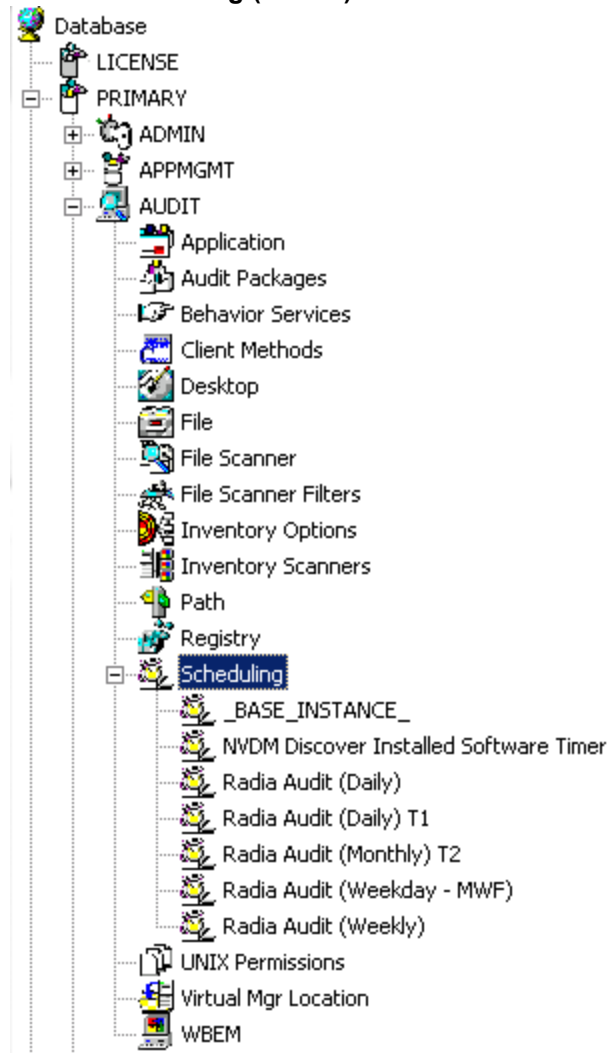 Database
LICENSE
PRIMARY
ADMIN
APPMGMT
AUDIT
Application
Audit Packages
Behavior Services
Client Methods
Desktop
File
File Scanner
File Scanner Filters
Inventory Options
Inventory Scanners
Path
Registry
Scheduling
_BASE_INSTANCE_
NVDM Discover Installed Software Timer
Radia Audit (Daily)
Radia Audit (Daily) T1
Radia Audit (Monthly) T2
Radia Audit (Weekday - MWF)
Radia Audit (Weekly)
UNIX Permissions
Virtual Mgr Location
WBEM